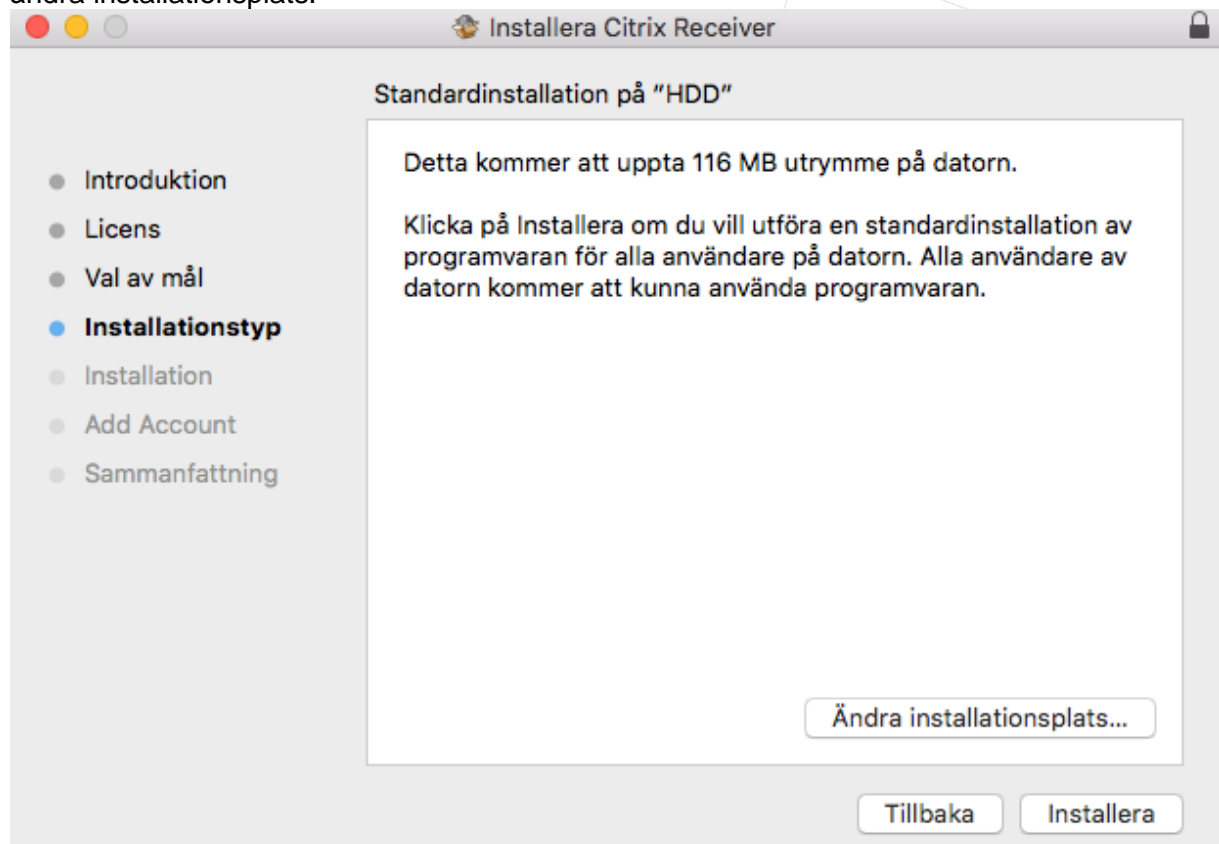 ändra installationsplats.
Installera Citrix Receiver
Standardinstallation på ”HDD”
Introduktion
Licens
Val av mål
Installationstyp
Installation
Add Account
Sammanfattning
Detta kommer att uppta 116 MB utrymme på datorn.
Klicka på Installera om du vill utföra en standardinstallation av
programvaran för alla användare på datorn. Alla användare av
datorn kommer att kunna använda programvaran.
Ändra installationsplats...
Tillbaka
Installera